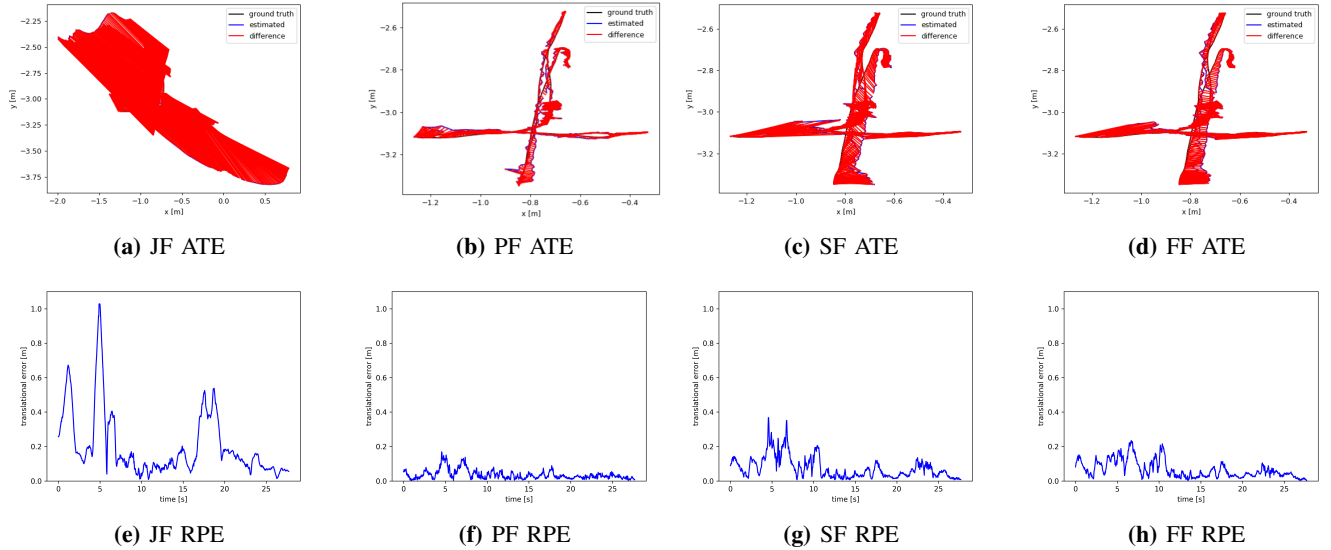 ground truth
estimated
difference
−2.25
−2.50
−2.75
−3.00
−3.25
−3.50
−3.75
y [m]
−2.0
−1.5
−1.0
−0.5
0.0
0.5
x [m]
(a) JF ATE
ground truth
estimated
difference
−2.6
−2.8
−3.0
−3.2
y [m]
−1.2
−1.0
−0.8
−0.6
−0.4
x [m]
(b) PF ATE
ground truth
estimated
difference
−2.6
−2.8
−3.0
−3.2
y [m]
−1.2
−1.0
−0.8
−0.6
−0.4
x [m]
(c) SF ATE
ground truth
estimated
difference
−2.6
−2.8
−3.0
−3.2
y [m]
−1.2
−1.0
−0.8
−0.6
−0.4
x [m]
(d) FF ATE
1.0
0.8
0.6
0.4
0.2
0.0
translational error [m]
0
5
10
15
20
25
time [s]
(e) JF RPE
1.0
0.8
0.6
0.4
0.2
0.0
translational error [m]
0
5
10
15
20
25
time [s]
(f) PF RPE
1.0
0.8
0.6
0.4
0.2
0.0
translational error [m]
0
5
10
15
20
25
time [s]
(g) SF RPE
1.0
0.8
0.6
0.4
0.2
0.0
translational error [m]
0
5
10
15
20
25
time [s]
(h) FF RPE